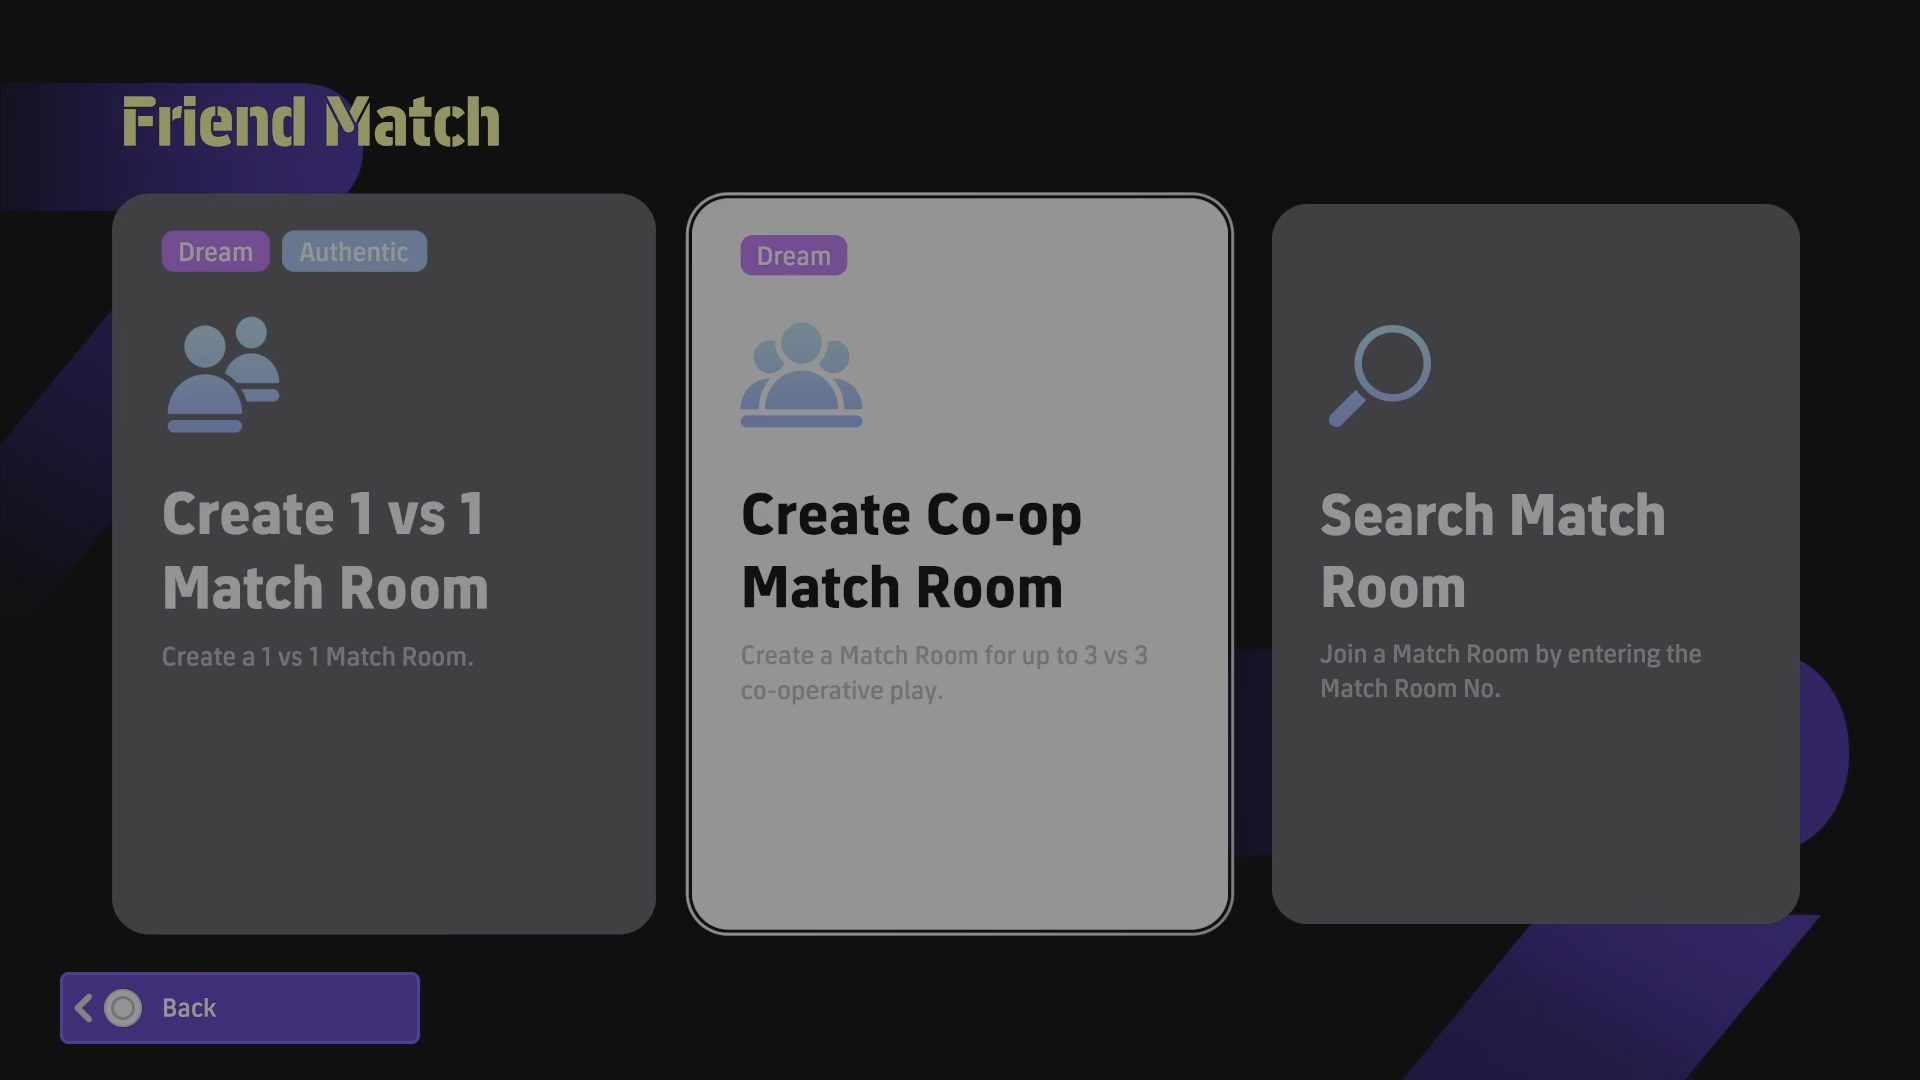 Friend Match
Dream Authentic
Create 1 vs 1
Match Room
Create a 1 vs 1 Match Room.
Dream
Create Co-op
Match Room
Create a Match Room for up to 3 vs 3
co-operative play.
Search Match
Room
Join a Match Room by entering the
Match Room No.
Back